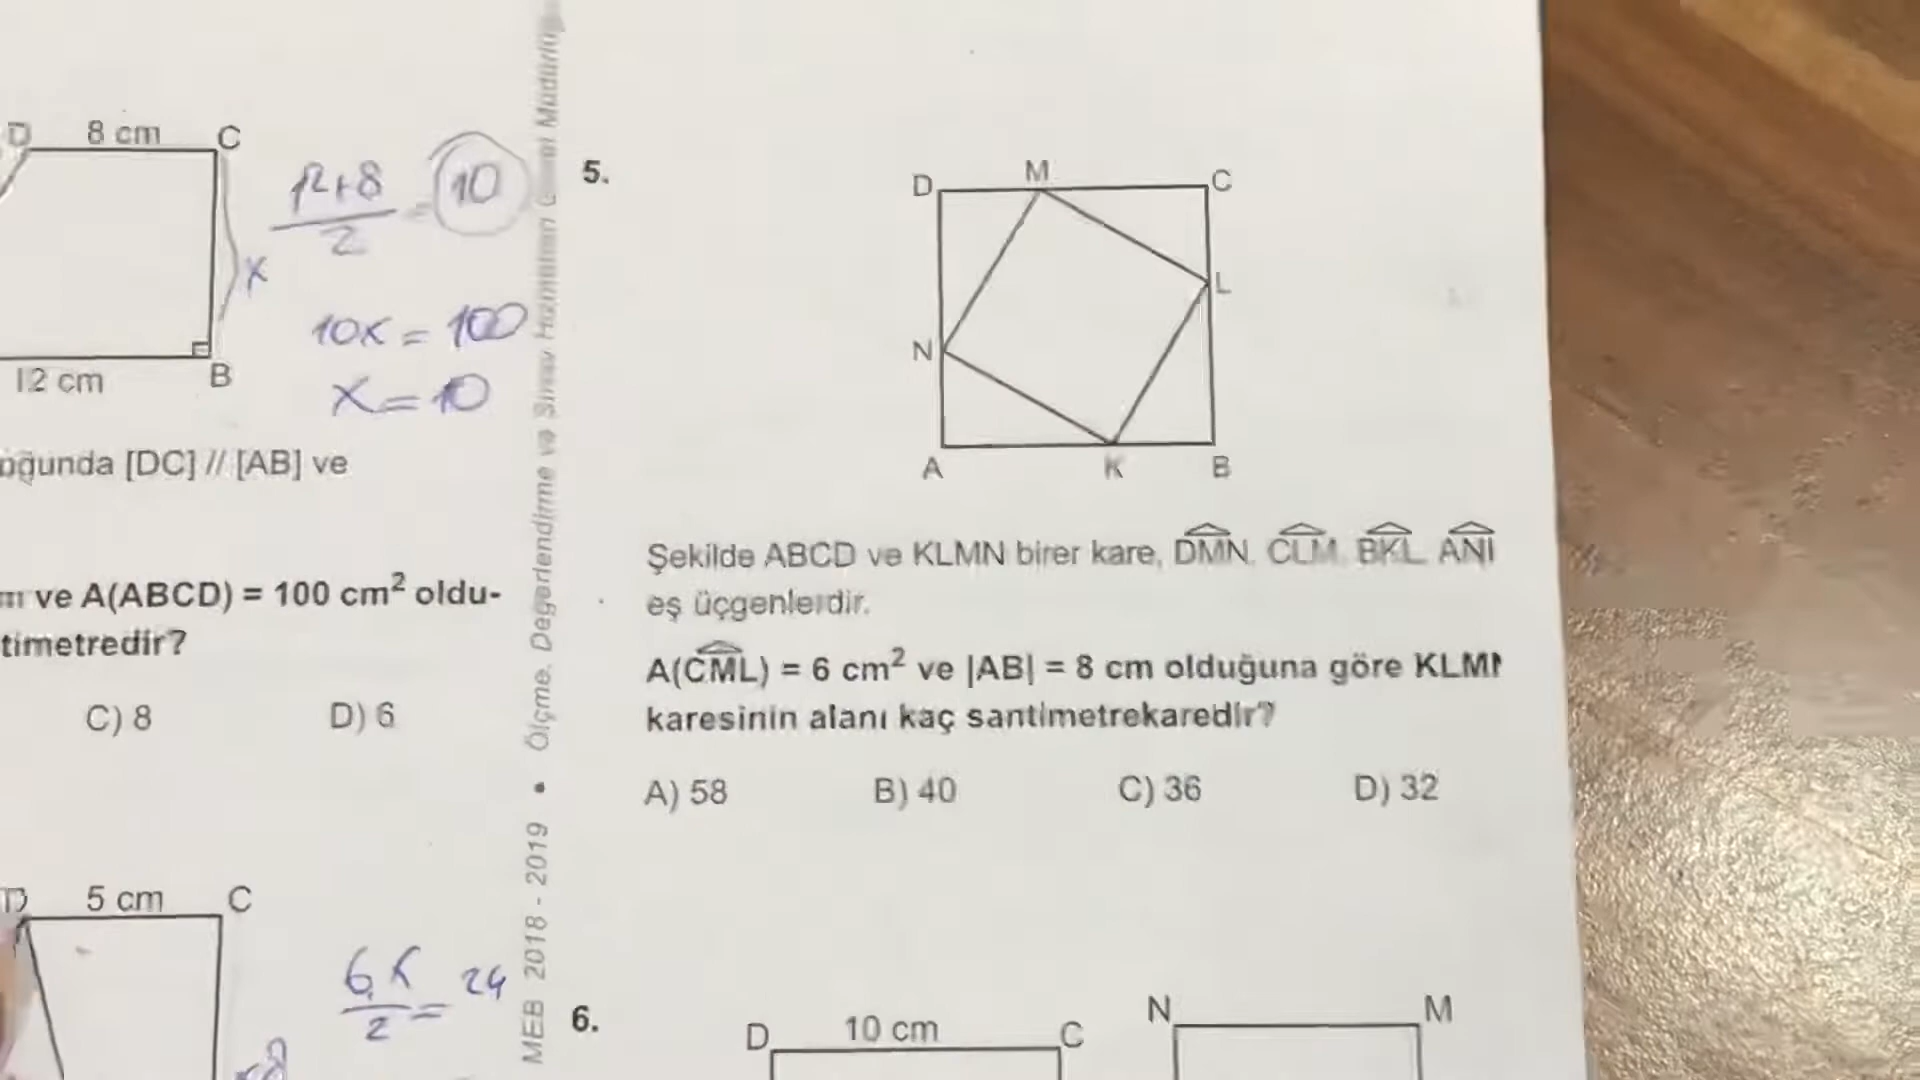 D 8 cm C
12+8
2
= 10
x
10x = 100
x = 10
12 cm B
[DC] // [AB] ve
ve A(ABCD) = 100 cm² oldu-
timetredir?
C) 8 D) 6
D 5 cm C
6.x
2
= 24
MEB 2018 - 2019 • Ölçme, Değerlendirme ve Sınav Hizmetleri Genel Müdürlüğ
5.
D M C
L
N
A K B
Şekilde ABCD ve KLMN birer kare, DMN, CLM, BKL, ANI
eş üçgenlerdir.
A(CML) = 6 cm² ve |AB| = 8 cm olduğuna göre KLMN
karesinin alanı kaç santimetrekaredir?
A) 58 B) 40 C) 36 D) 32
6.
D 10 cm C N M